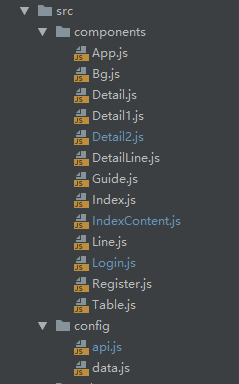 src
components
App.js
Bg.js
Detail.js
Detail1.js
Detail2.js
DetailLine.js
Guide.js
Index.js
IndexContent.js
Line.js
Login.js
Register.js
Table.js
config
api.js
data.js